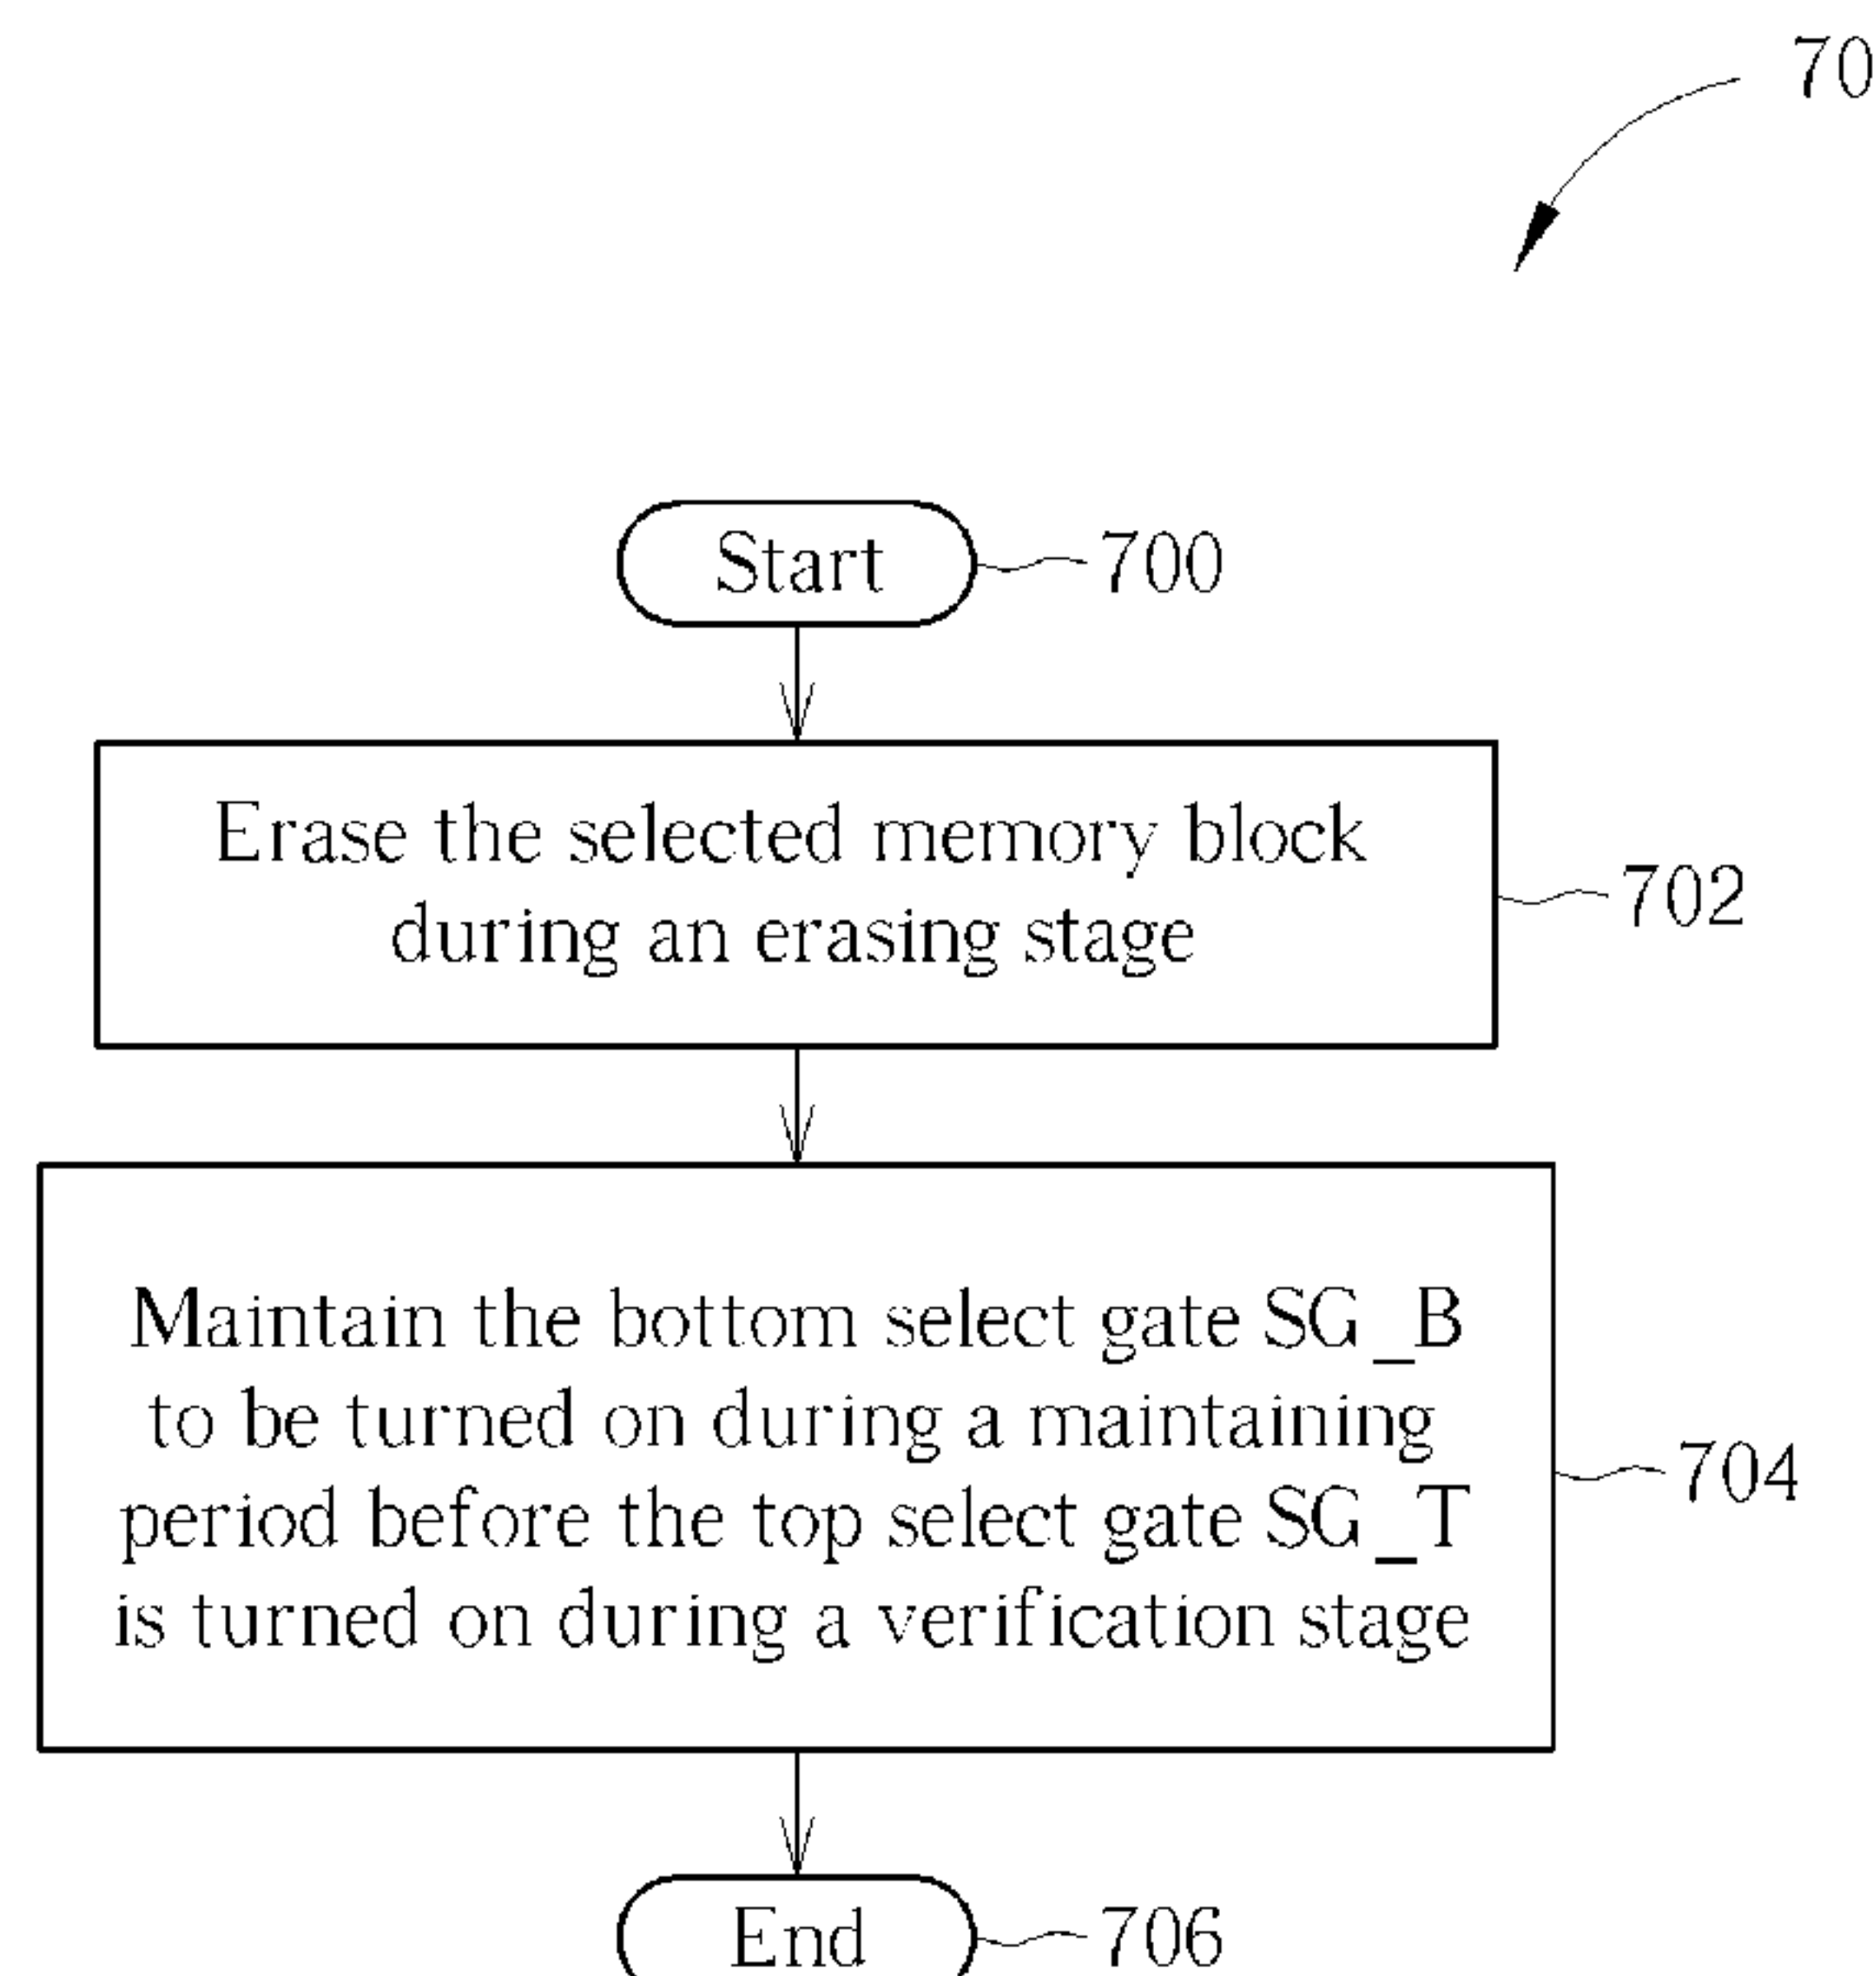 70
Start
700
Erase the selected memory block
during an erasing stage
702
Maintain the bottom select gate SG_B
to be turned on during a maintaining
period before the top select gate SG_T
is turned on during a verification stage
704
End
706